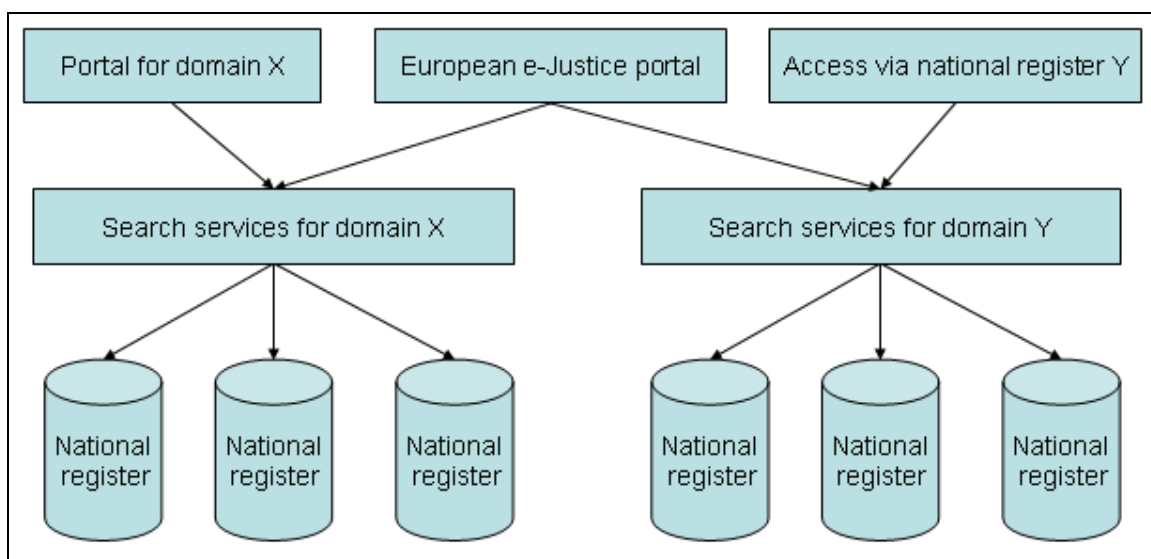 Portal for domain X
European e-Justice portal
Access via national register Y
Search services for domain X
Search services for domain Y
National
register
National
register
National
register
National
register
National
register
National
register